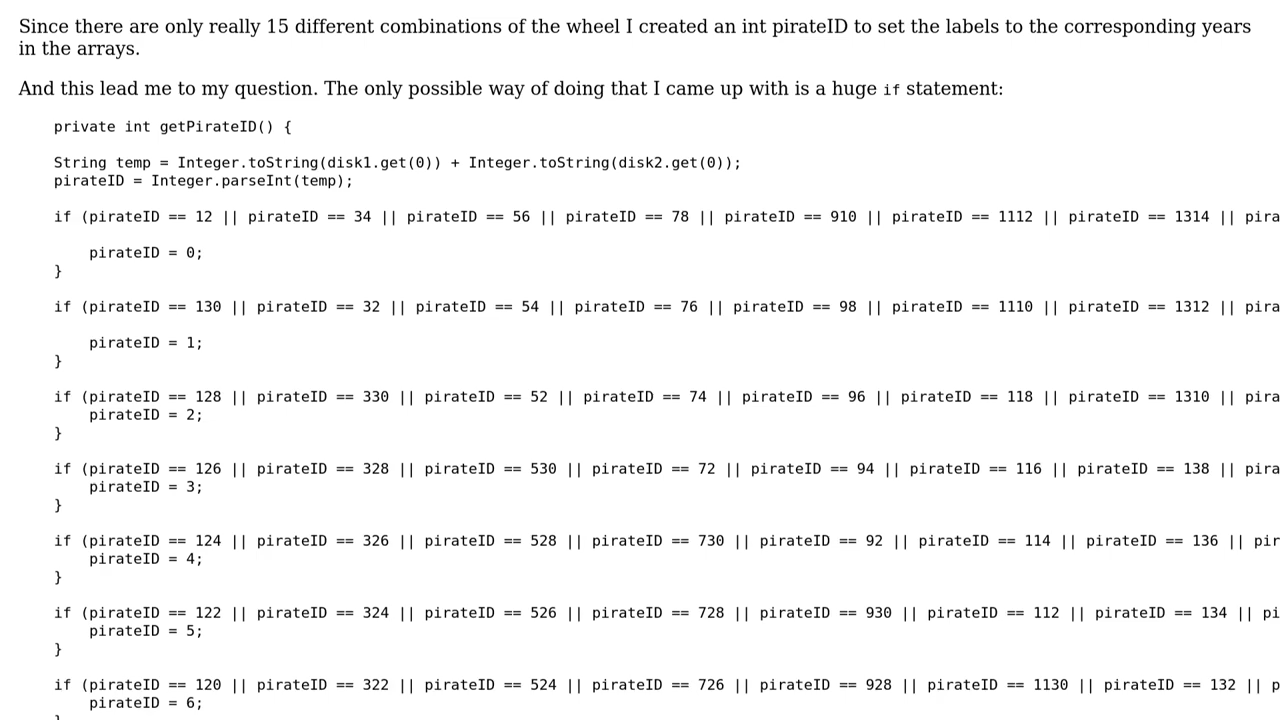 Since there are only really 15 different combinations of the wheel I created an int pirateID to set the labels to the corresponding years
in the arrays.
And this lead me to my question. The only possible way of doing that I came up with is a huge if statement:
private int getPirateID() {
String temp = Integer.toString(disk1.get(0)) + Integer.toString(disk2.get(0));
pirateID = Integer.parseInt(temp);
if (pirateID == 12 || pirateID == 34 || pirateID == 56 || pirateID == 78 || pirateID == 910 || pirateID == 1112 || pirateID == 1314 || pira
pirateID = 0;
}
if (pirateID == 130 || pirateID == 32 || pirateID == 54 || pirateID == 76 || pirateID == 98 || pirateID == 1110 || pirateID == 1312 || pira
pirateID = 1;
}
if (pirateID == 128 || pirateID == 330 || pirateID == 52 || pirateID == 74 || pirateID == 96 || pirateID == 118 || pirateID == 1310 || pira
pirateID = 2;
}
if (pirateID == 126 || pirateID == 328 || pirateID == 530 || pirateID == 72 || pirateID == 94 || pirateID == 116 || pirateID == 138 || pira
pirateID = 3;
}
if (pirateID == 124 || pirateID == 326 || pirateID == 528 || pirateID == 730 || pirateID == 92 || pirateID == 114 || pirateID == 136 || pir
pirateID = 4;
}
if (pirateID == 122 || pirateID == 324 || pirateID == 526 || pirateID == 728 || pirateID == 930 || pirateID == 112 || pirateID == 134 || pi
pirateID = 5;
}
if (pirateID == 120 || pirateID == 322 || pirateID == 524 || pirateID == 726 || pirateID == 928 || pirateID == 1130 || pirateID == 132 || p
pirateID = 6;
}